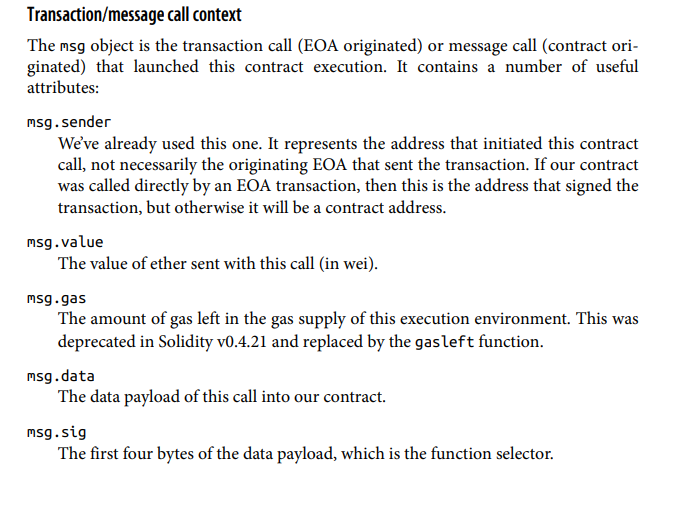 Transaction/message call context
The msg object is the transaction call (EOA originated) or message call (contract ori-
ginated) that launched this contract execution. It contains a number of useful
attributes:
msg.sender
We’ve already used this one. It represents the address that initiated this contract
call, not necessarily the originating EOA that sent the transaction. If our contract
was called directly by an EOA transaction, then this is the address that signed the
transaction, but otherwise it will be a contract address.
msg.value
The value of ether sent with this call (in wei).
msg.gas
The amount of gas left in the gas supply of this execution environment. This was
deprecated in Solidity v0.4.21 and replaced by the gasleft function.
msg.data
The data payload of this call into our contract.
msg.sig
The first four bytes of the data payload, which is the function selector.